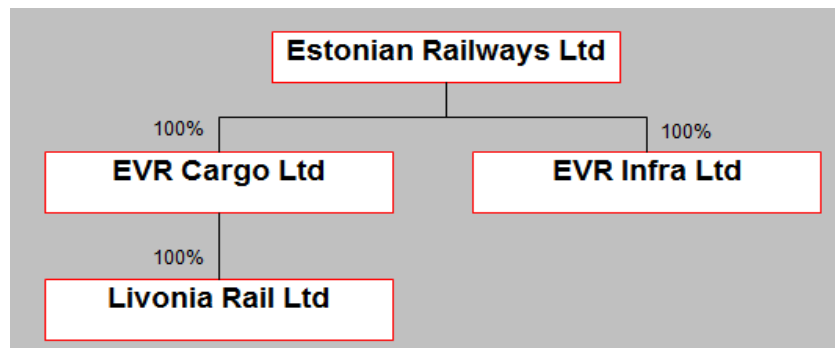 Estonian Railways Ltd
100%
100%
EVR Cargo Ltd
EVR Infra Ltd
100%
Livonia Rail Ltd